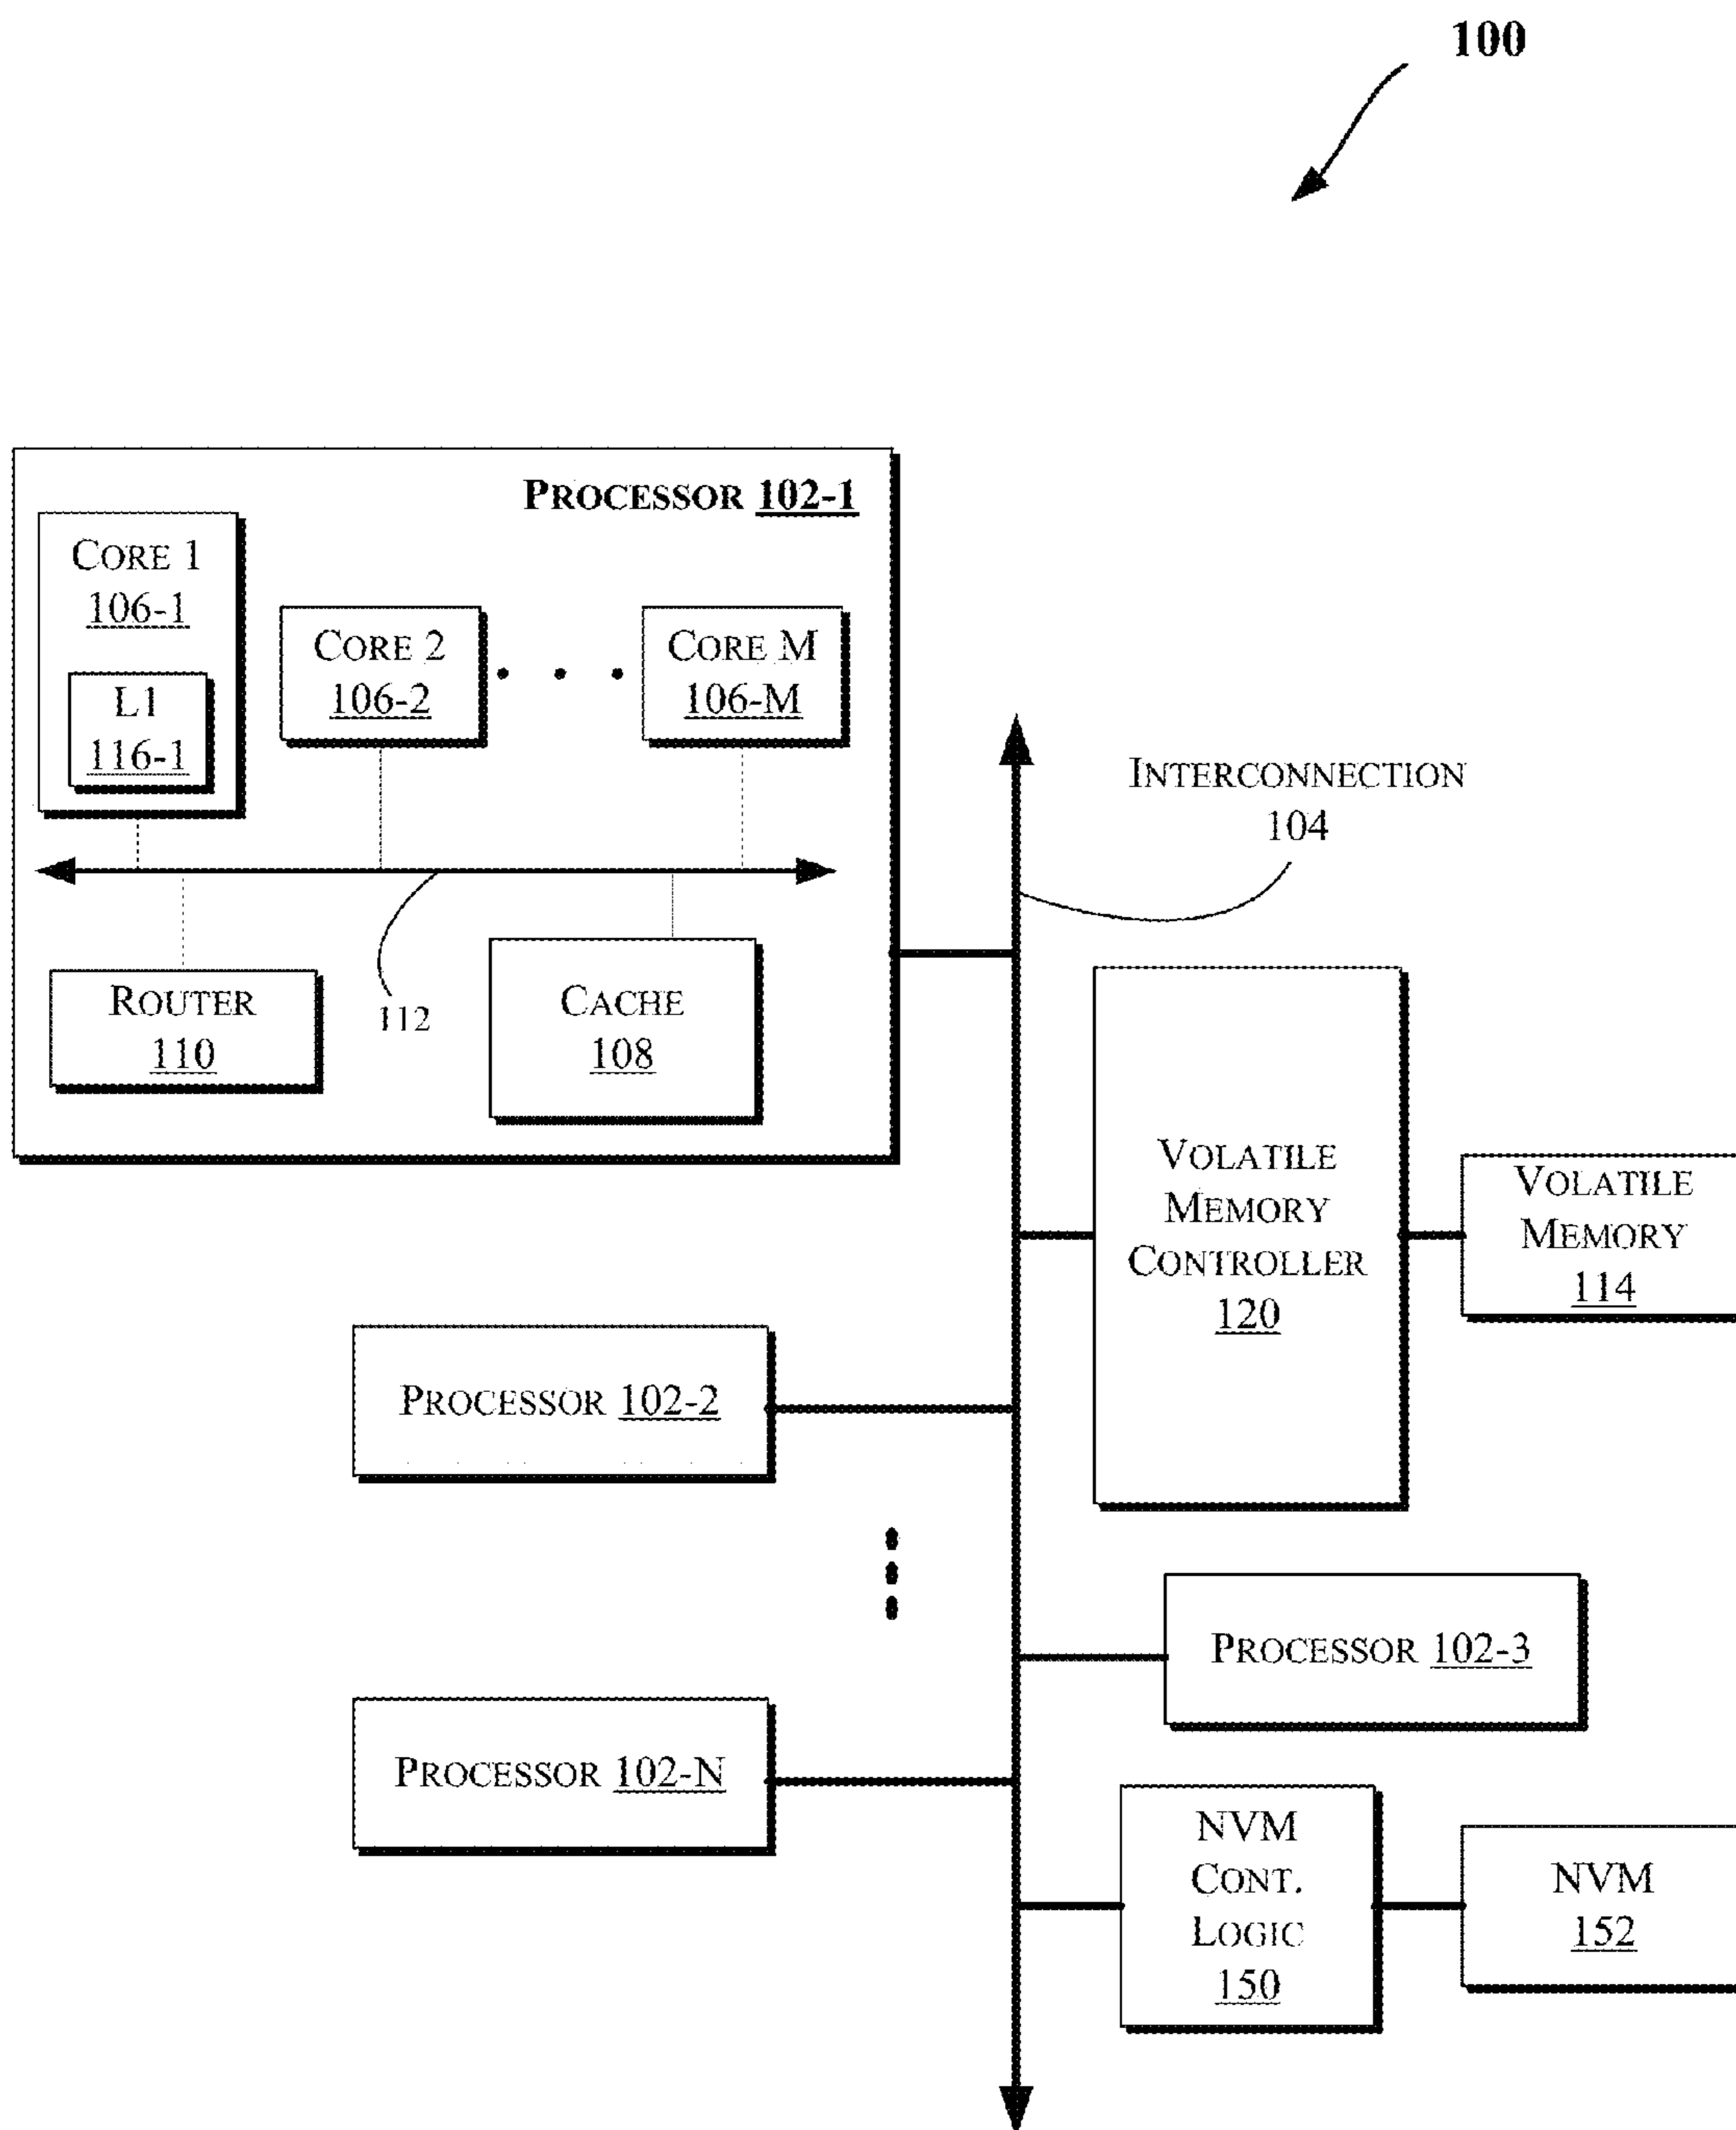 100
PROCESSOR 102-1
CORE 1
106-1
L1
116-1
CORE 2
106-2
CORE M
106-M
ROUTER
110
112
CACHE
108
INTERCONNECTION
104
VOLATILE
MEMORY
CONTROLLER
120
VOLATILE
MEMORY
114
PROCESSOR 102-2
PROCESSOR 102-3
PROCESSOR 102-N
NVM
CONT.
LOGIC
150
NVM
152